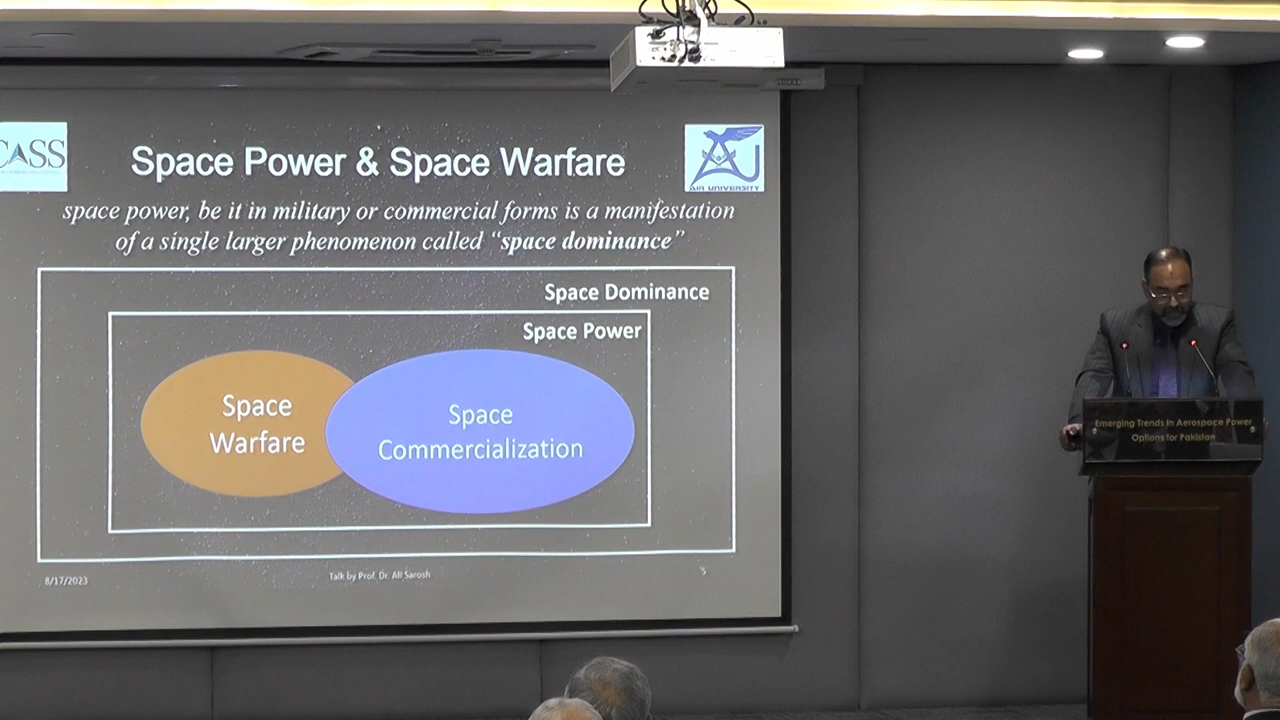 CASS
Space Power & Space Warfare
AIR UNIVERSITY
space power, be it in military or commercial forms is a manifestation
of a single larger phenomenon called “space dominance”
Space Dominance
Space Power
Space
Warfare
Space
Commercialization
8/17/2023
Talk by Prof. Dr. Ali Sarosh
5
Emerging Trends in Aerospace Power
Options for Pakistan